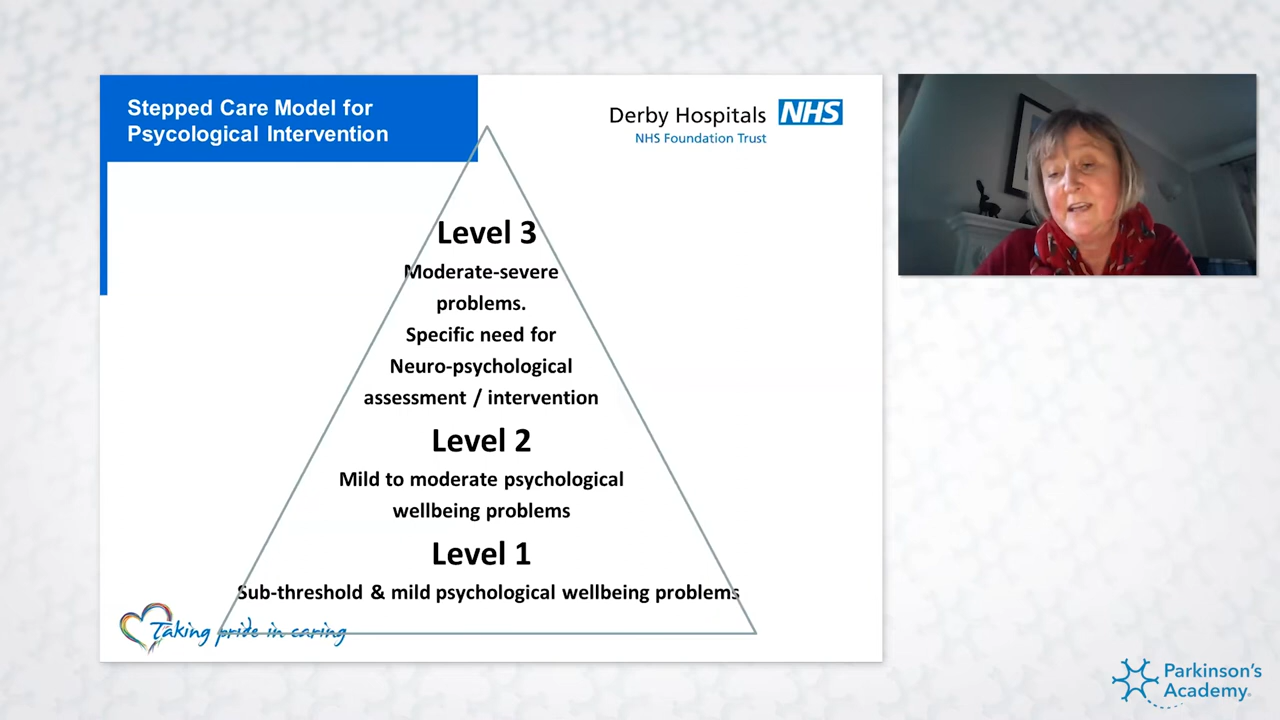 Stepped Care Model for
Psycological Intervention
Derby Hospitals NHS
NHS Foundation Trust
Level 3
Moderate-severe
problems.
Specific need for
Neuro-psychological
assessment / intervention
Level 2
Mild to moderate psychological
wellbeing problems
Level 1
Sub-threshold & mild psychological wellbeing problems
Taking pride in caring
Parkinson's
Academy